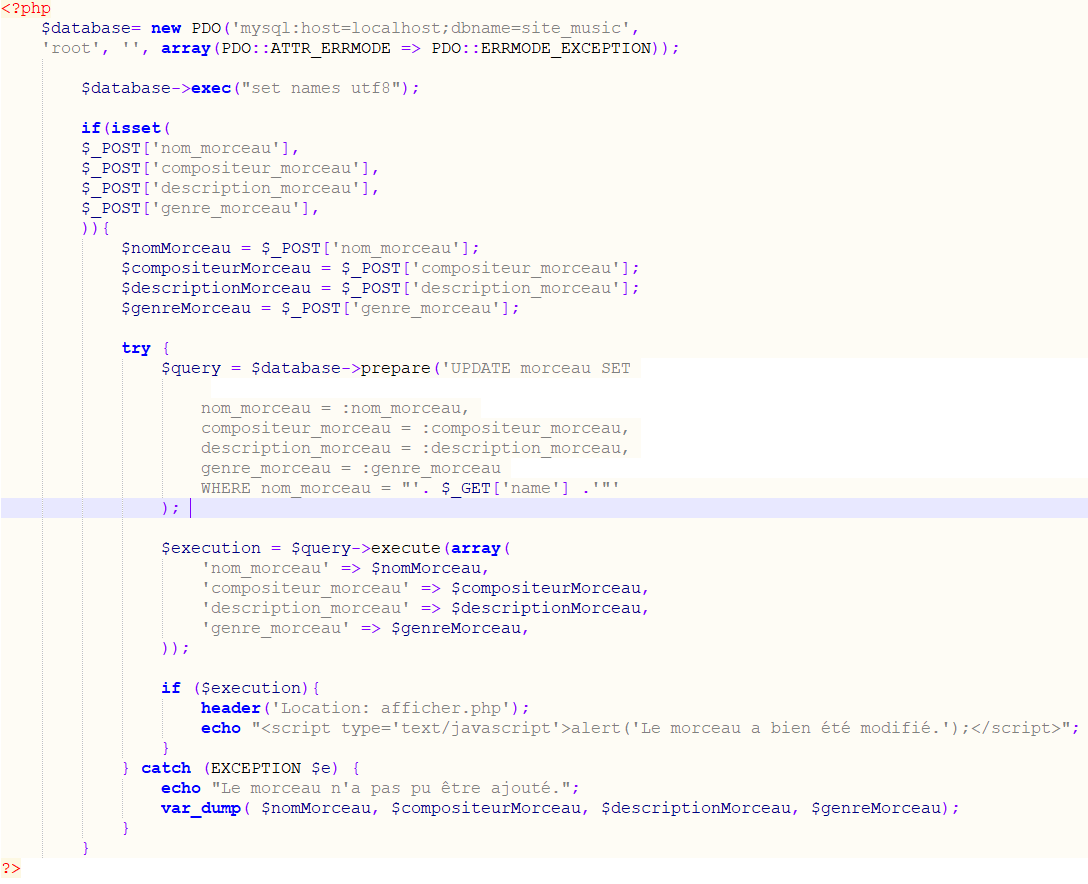 <?php
$database= new PDO('mysql:host=localhost;dbname=site_music',
'root', '', array(PDO::ATTR_ERRMODE => PDO::ERRMODE_EXCEPTION));
$database->exec("set names utf8");
if(isset(
$_POST['nom_morceau'],
$_POST['compositeur_morceau'],
$_POST['description_morceau'],
$_POST['genre_morceau'],
)){
$nomMorceau = $_POST['nom_morceau'];
$compositeurMorceau = $_POST['compositeur_morceau'];
$descriptionMorceau = $_POST['description_morceau'];
$genreMorceau = $_POST['genre_morceau'];
try {
$query = $database->prepare('UPDATE morceau SET
nom_morceau = :nom_morceau,
compositeur_morceau = :compositeur_morceau,
description_morceau = :description_morceau,
genre_morceau = :genre_morceau
WHERE nom_morceau = "'. $_GET['name'] .'"'
);
$execution = $query->execute(array(
'nom_morceau' => $nomMorceau,
'compositeur_morceau' => $compositeurMorceau,
'description_morceau' => $descriptionMorceau,
'genre_morceau' => $genreMorceau,
));
if ($execution){
header('Location: afficher.php');
echo "<script type='text/javascript'>alert('Le morceau a bien été modifié.');</script>";
}
} catch (EXCEPTION $e) {
echo "Le morceau n'a pas pu être ajouté.";
var_dump( $nomMorceau, $compositeurMorceau, $descriptionMorceau, $genreMorceau);
}
}
?>